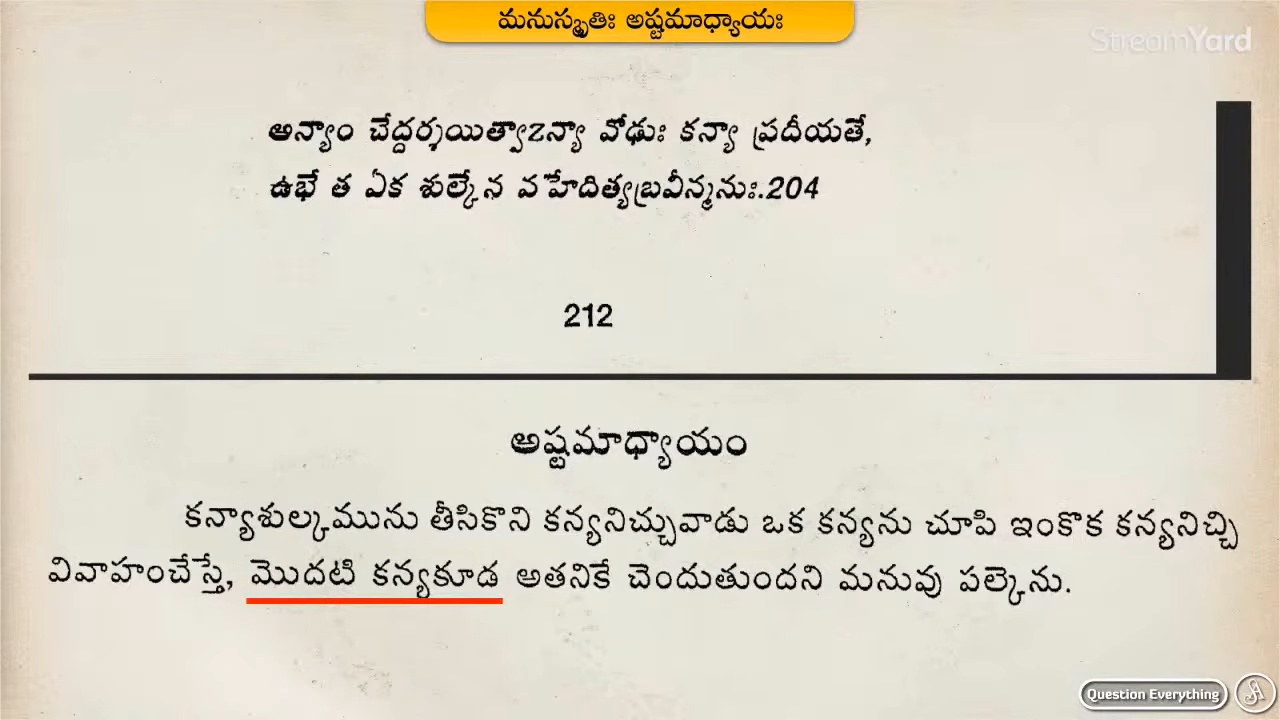 మనుస్మృతిః అష్టమాధ్యాయః
StreamYard
అన్యాం చేద్దర్శయిత్వాఽన్యా వోఢుః కన్యా ప్రదీయతే,
ఉభే త ఏక శుల్కేన వహేదిత్యబ్రవీన్మనుః.204
212
అష్టమాధ్యాయం
కన్యాశుల్కమును తీసికొని కన్యనిచ్చువాడు ఒక కన్యను చూపి ఇంకొక కన్యనిచ్చి
వివాహంచేస్తే, మొదటి కన్యకూడ అతనికే చెందుతుందని మనువు పల్కెను.
Question Everything